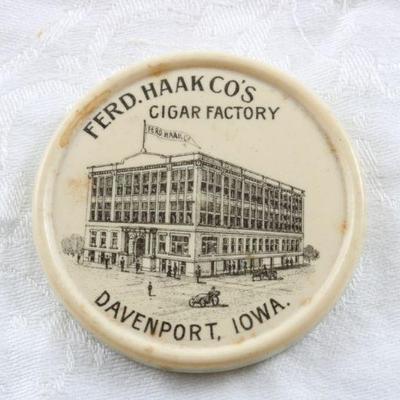 FERD. HAAK CO'S
CIGAR FACTORY
FERD HAAK CO
DAVENPORT, IOWA.